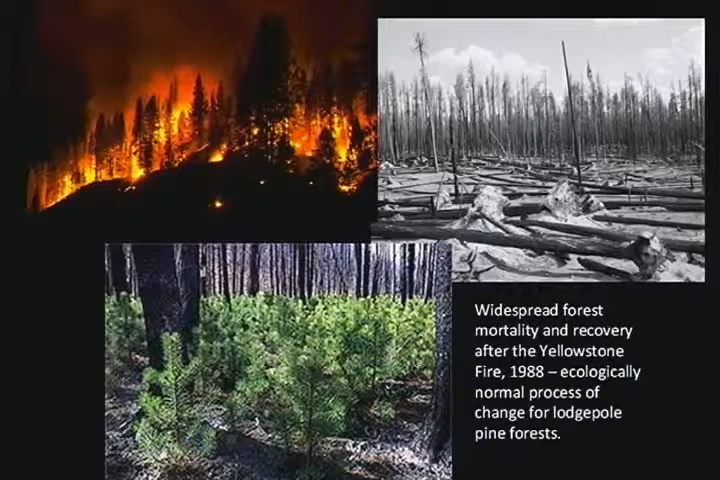 Widespread forest
mortality and recovery
after the Yellowstone
Fire, 1988 – ecologically
normal process of
change for lodgepole
pine forests.